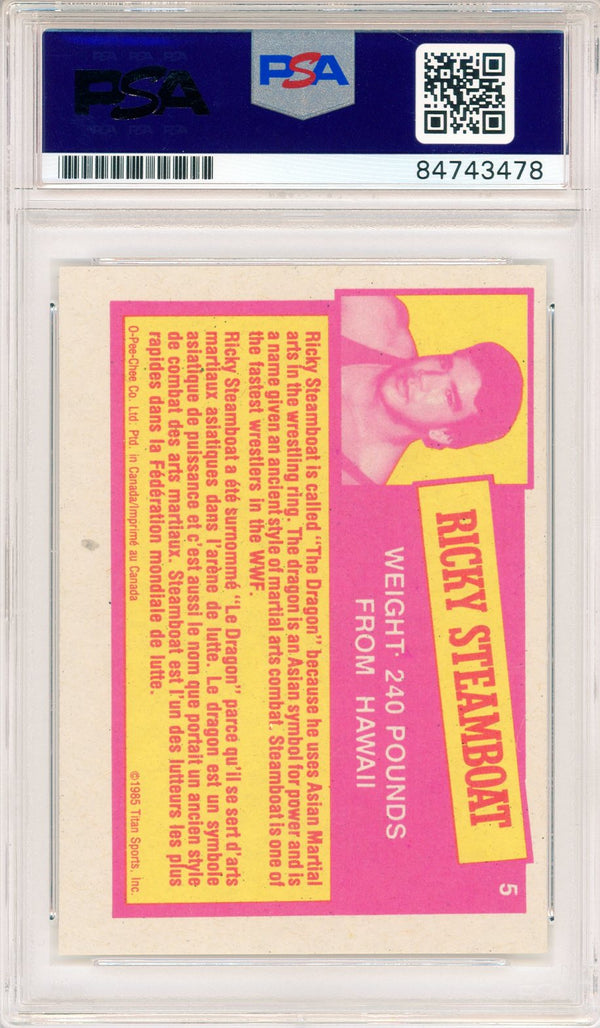 PSA
PSA
84743478
5
RICKY STEAMBOAT
WEIGHT: 240 POUNDS
FROM HAWAII
Ricky Steamboat is called "The Dragon" because he uses Asian Martial
arts in the wrestling ring. The dragon is an Asian symbol for power and is
a name given an ancient style of martial arts combat. Steamboat is one of
the fastest wrestlers in the WWF.
Ricky Steamboat a été surnommé "Le Dragon" parce qu'il se sert d'arts
martiaux asiatiques dans l'arène de lutte. Le dragon est un symbole
asiatique de puissance et c'est aussi le nom que portait un ancien style
de combat des arts martiaux. Steamboat est l'un des lutteurs les plus
rapides dans la Fédération mondiale de lutte.
O-Pee-Chee Co. Ltd. Ptd. in Canada/Imprimé au Canada
©1985 Titan Sports, Inc.